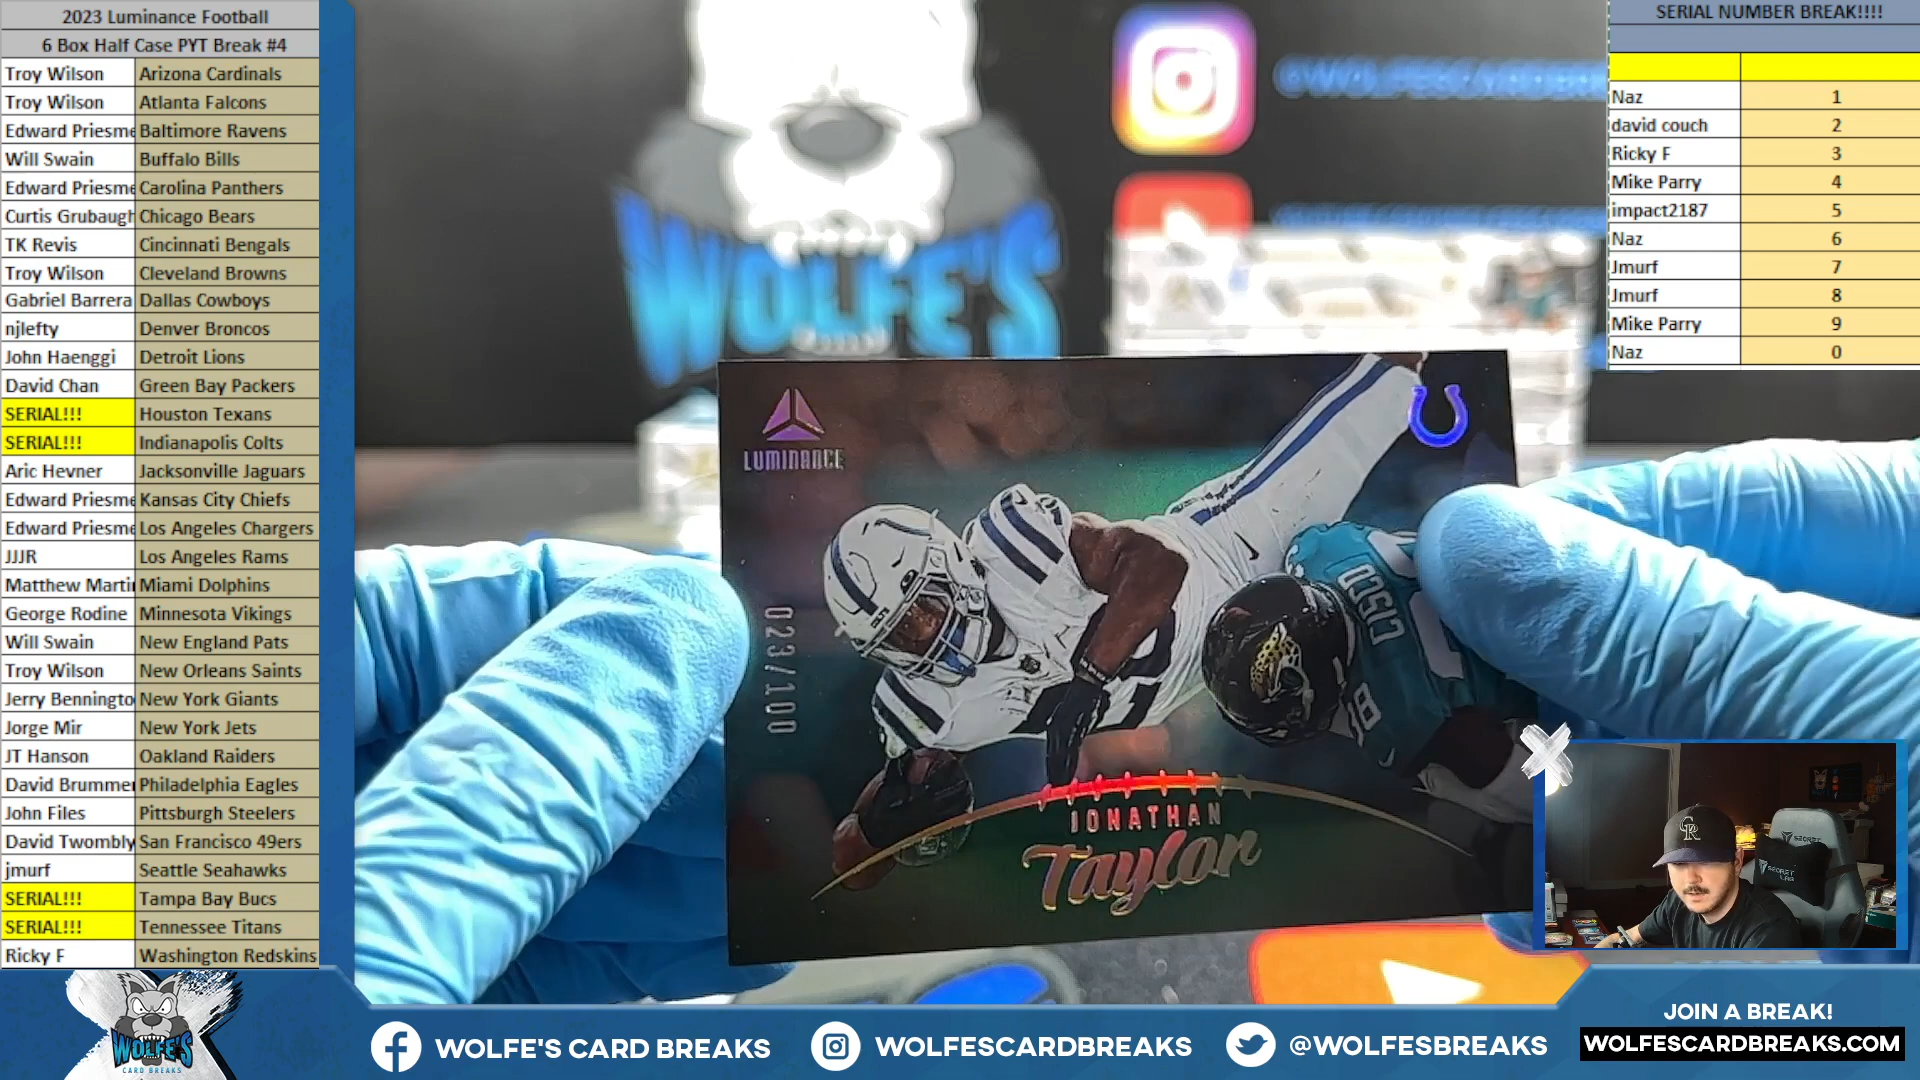 2023 Luminance Football
6 Box Half Case PYT Break #4
Troy Wilson Arizona Cardinals
Troy Wilson Atlanta Falcons
Edward Priesme Baltimore Ravens
Will Swain Buffalo Bills
Edward Priesme Carolina Panthers
Curtis Grubaugh Chicago Bears
TK Revis Cincinnati Bengals
Troy Wilson Cleveland Browns
Gabriel Barrera Dallas Cowboys
njlefty Denver Broncos
John Haenggi Detroit Lions
David Chan Green Bay Packers
SERIAL!!! Houston Texans
SERIAL!!! Indianapolis Colts
Aric Hevner Jacksonville Jaguars
Edward Priesme Kansas City Chiefs
Edward Priesme Los Angeles Chargers
JJJR Los Angeles Rams
Matthew Marti Miami Dolphins
George Rodine Minnesota Vikings
Will Swain New England Pats
Troy Wilson New Orleans Saints
Jerry Benningto New York Giants
Jorge Mir New York Jets
JT Hanson Oakland Raiders
David Brummer Philadelphia Eagles
John Files Pittsburgh Steelers
David Twombly San Francisco 49ers
jmurf Seattle Seahawks
SERIAL!!! Tampa Bay Bucs
SERIAL!!! Tennessee Titans
Ricky F Washington Redskins
WOLFE'S
CARD BREAKS
WOLFE'S
@WOLFESCARDBR
LUMINANCE
023/100
CISCO
JONATHAN
Taylor
SERIAL NUMBER BREAK!!!!
Naz 1
david couch 2
Ricky F 3
Mike Parry 4
impact2187 5
Naz 6
Jmurf 7
Jmurf 8
Mike Parry 9
Naz 0
CR
SECRET
SECRET
LAB
WOLFE'S CARD BREAKS
WOLFESCARDBREAKS
@WOLFESBREAKS
JOIN A BREAK!
WOLFESCARDBREAKS.COM